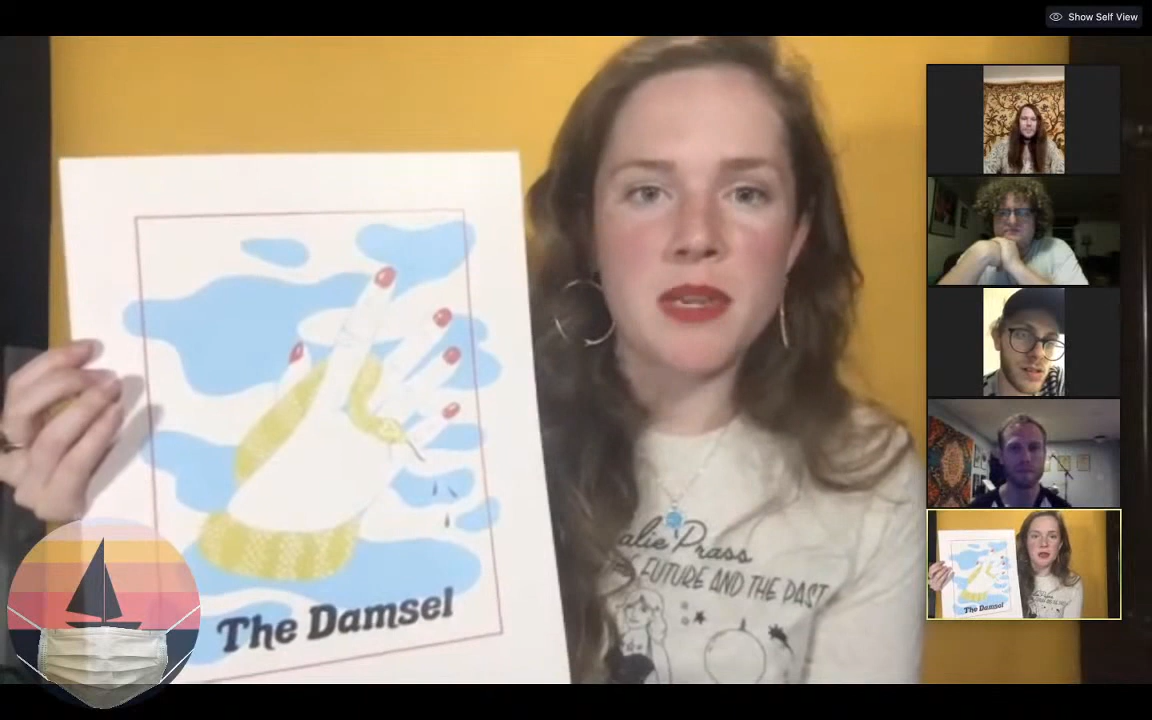 Show Self View
The Damsel
alie Prass
FUTURE AND THE PAST
The Damsel